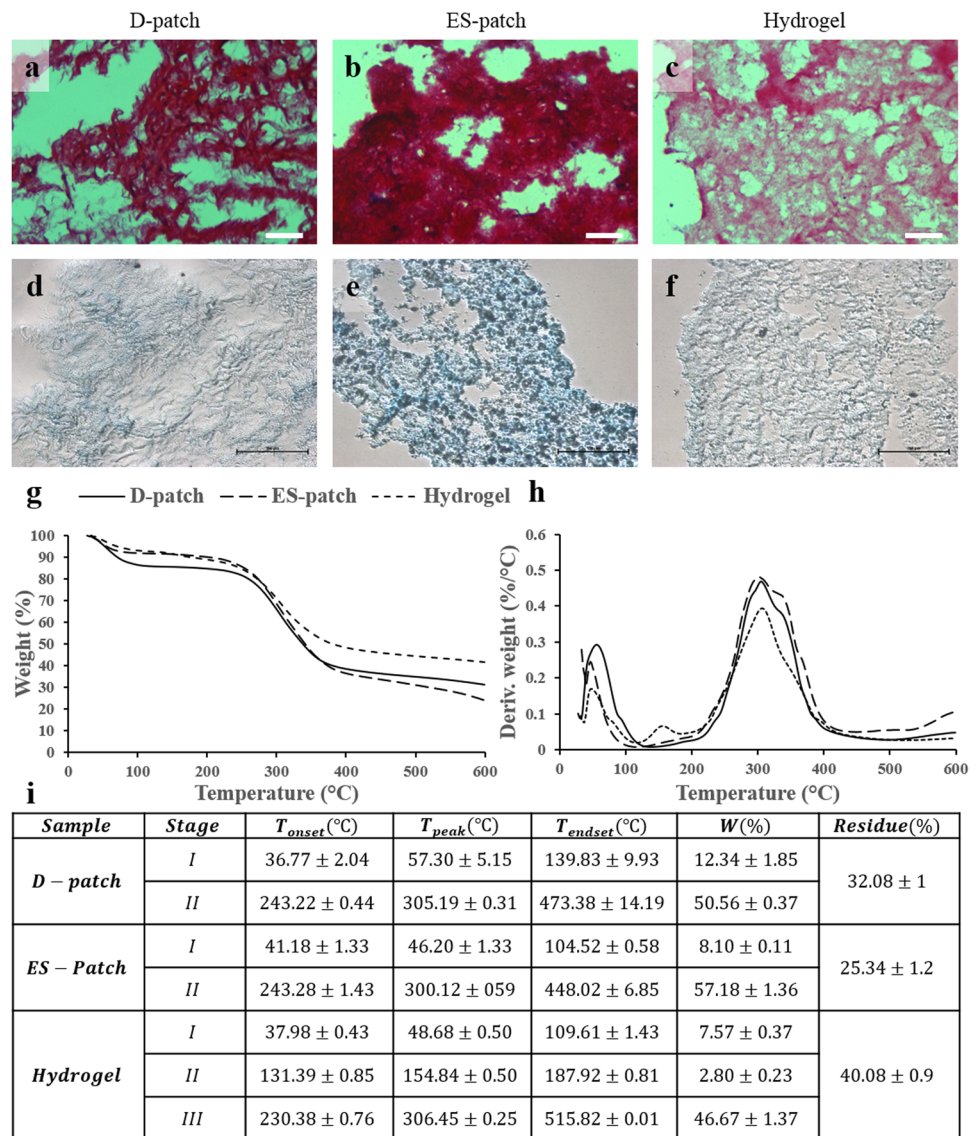 D-patch ES-patch Hydrogel
a b c
d e f
g D-patch ES-patch Hydrogel h
Weight (%)
100
90
80
70
60
50
40
30
20
10
0
0 100 200 300 400 500 600
Temperature (°C)
Deriv. weight (%/°C)
0.6
0.5
0.4
0.3
0.2
0.1
0
0 100 200 300 400 500 600
Temperature (°C)
i
Sample Stage T_onset(°C) T_peak(°C) T_endset(°C) W(%) Residue(%)
D − patch I 36.77 ± 2.04 57.30 ± 5.15 139.83 ± 9.93 12.34 ± 1.85 32.08 ± 1
II 243.22 ± 0.44 305.19 ± 0.31 473.38 ± 14.19 50.56 ± 0.37
ES − Patch I 41.18 ± 1.33 46.20 ± 1.33 104.52 ± 0.58 8.10 ± 0.11 25.34 ± 1.2
II 243.28 ± 1.43 300.12 ± 059 448.02 ± 6.85 57.18 ± 1.36
Hydrogel I 37.98 ± 0.43 48.68 ± 0.50 109.61 ± 1.43 7.57 ± 0.37 40.08 ± 0.9
II 131.39 ± 0.85 154.84 ± 0.50 187.92 ± 0.81 2.80 ± 0.23
III 230.38 ± 0.76 306.45 ± 0.25 515.82 ± 0.01 46.67 ± 1.37